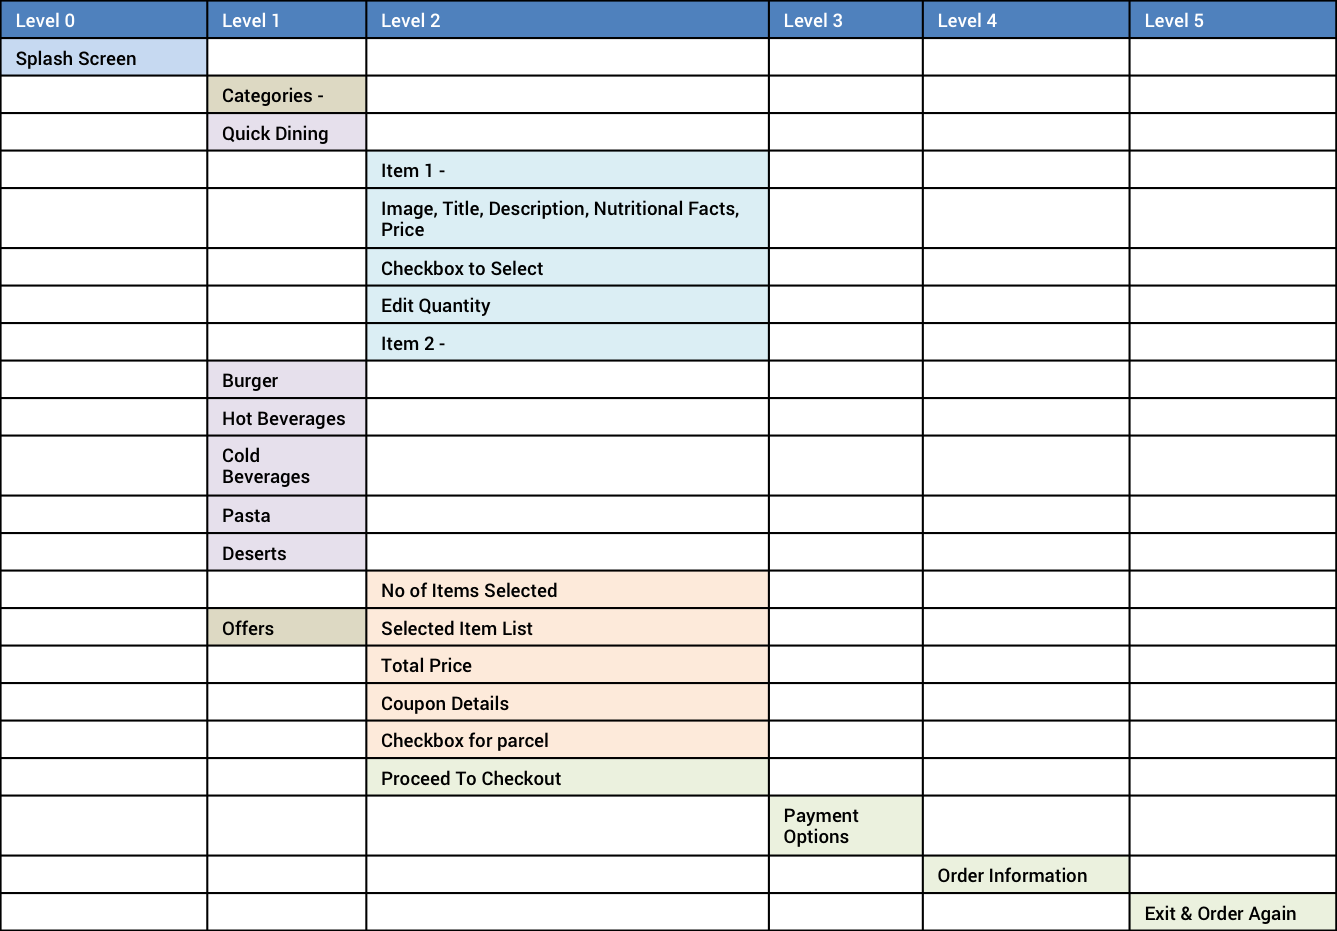 Level 0 Level 1 Level 2 Level 3 Level 4 Level 5
Splash Screen
Categories -
Quick Dining
Item 1 -
Image, Title, Description, Nutritional Facts,
Price
Checkbox to Select
Edit Quantity
Item 2 -
Burger
Hot Beverages
Cold
Beverages
Pasta
Deserts
No of Items Selected
Offers Selected Item List
Total Price
Coupon Details
Checkbox for parcel
Proceed To Checkout
Payment
Options
Order Information
Exit & Order Again